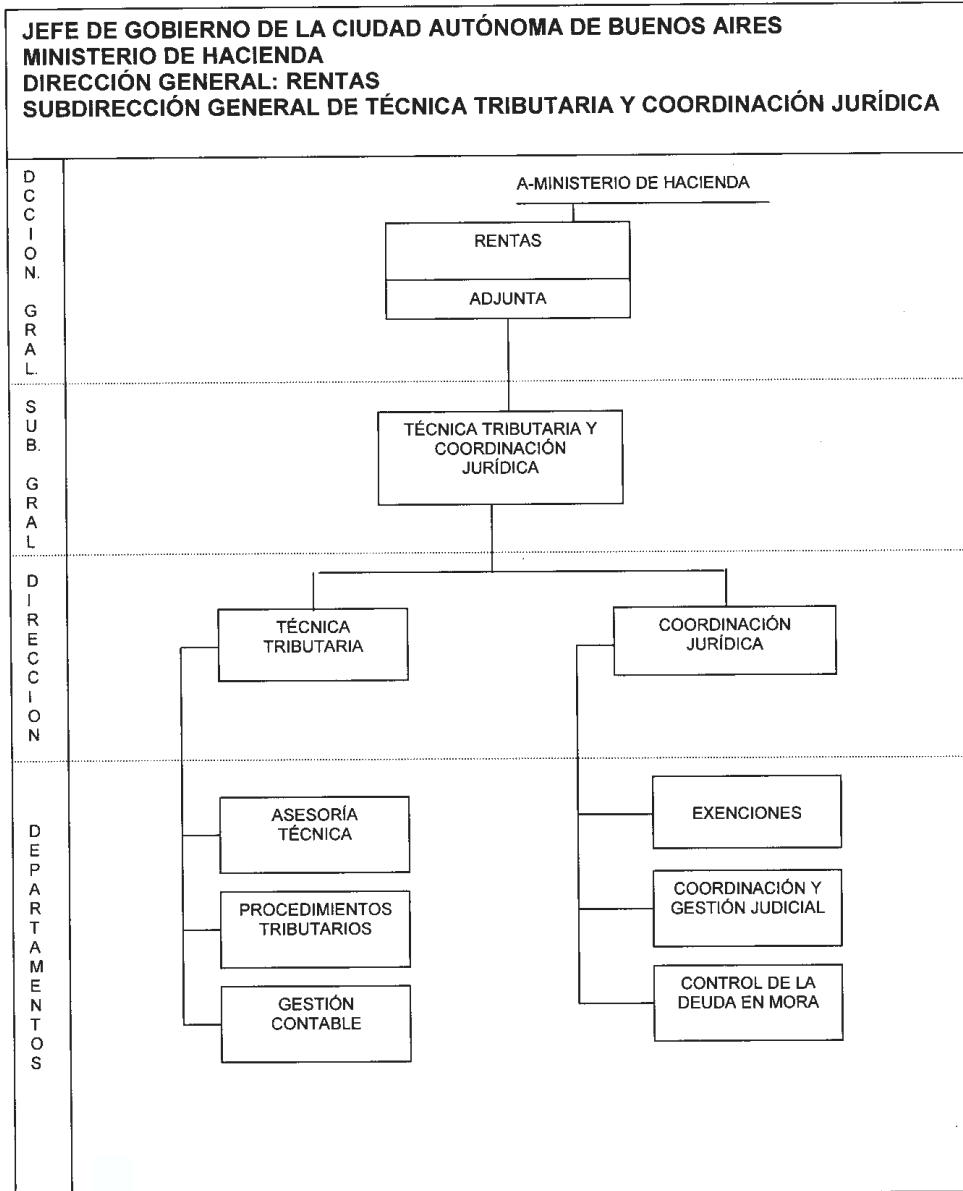 JEFE DE GOBIERNO DE LA CIUDAD AUTÓNOMA DE BUENOS AIRES
MINISTERIO DE HACIENDA
DIRECCIÓN GENERAL: RENTAS
SUBDIRECCIÓN GENERAL DE TÉCNICA TRIBUTARIA Y COORDINACIÓN JURÍDICA
DCCION. GRAL.
A-MINISTERIO DE HACIENDA
RENTAS
ADJUNTA
SUB. GRAL
TÉCNICA TRIBUTARIA Y
COORDINACIÓN
JURÍDICA
DIRECCION
TÉCNICA
TRIBUTARIA
COORDINACIÓN
JURÍDICA
DEPARTAMENTOS
ASESORÍA
TÉCNICA
PROCEDIMIENTOS
TRIBUTARIOS
GESTIÓN
CONTABLE
EXENCIONES
COORDINACIÓN Y
GESTIÓN JUDICIAL
CONTROL DE LA
DEUDA EN MORA